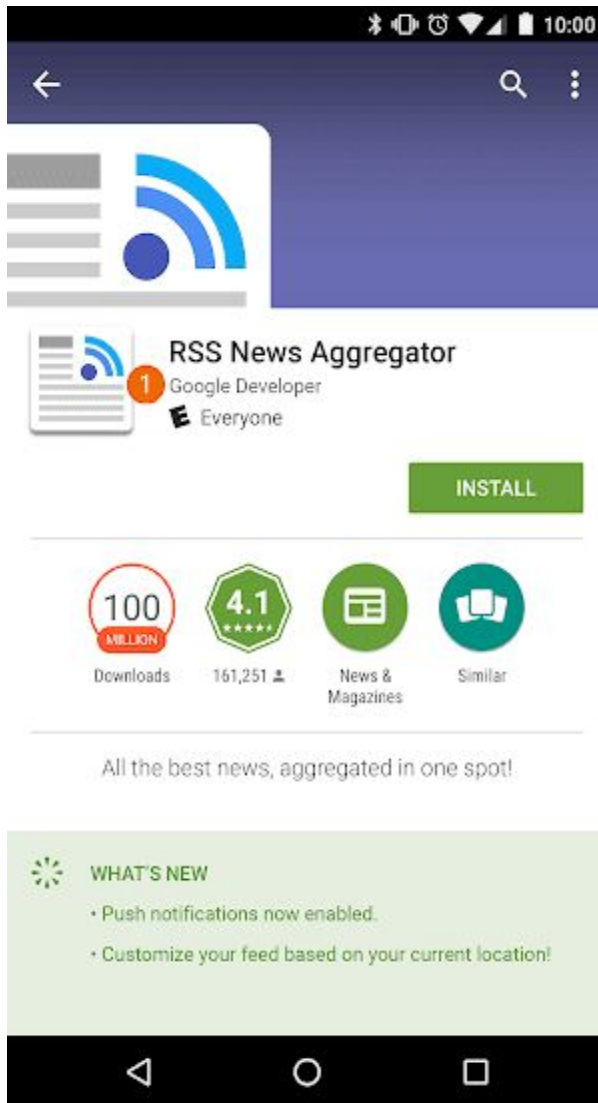 10:00
RSS News Aggregator
1
Google Developer
E Everyone
INSTALL
100
MILLION
4.1
Downloads
161,251
News &
Magazines
Similar
All the best news, aggregated in one spot!
WHAT'S NEW
• Push notifications now enabled.
• Customize your feed based on your current location!